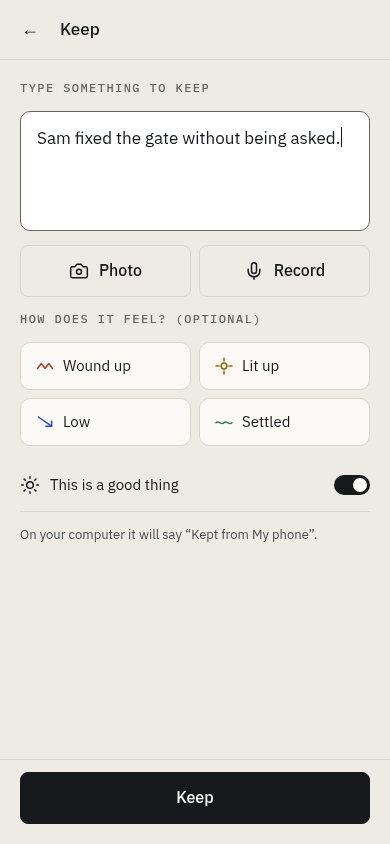 ← Keep
TYPE SOMETHING TO KEEP
Sam fixed the gate without being asked.
Photo
Record
HOW DOES IT FEEL? (OPTIONAL)
Wound up
Lit up
Low
Settled
This is a good thing
On your computer it will say “Kept from My phone”.
Keep